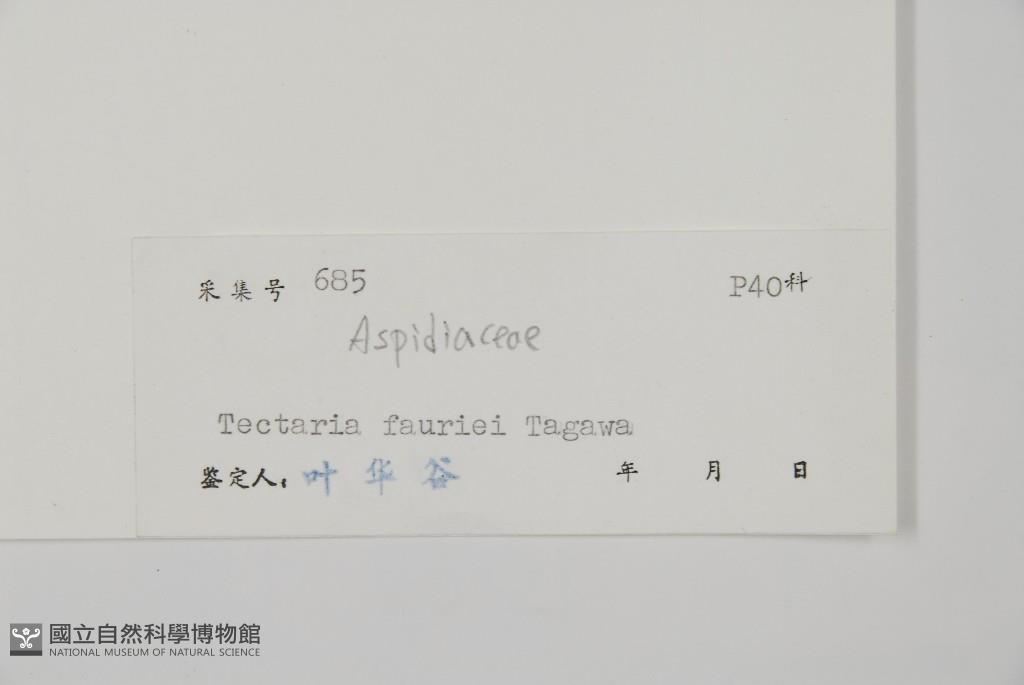 采集号 685 P40科
Aspidiaceae
Tectaria fauriei Tagawa
鉴定人: 叶华谷 年 月 日
國立自然科學博物館
NATIONAL MUSEUM OF NATURAL SCIENCE